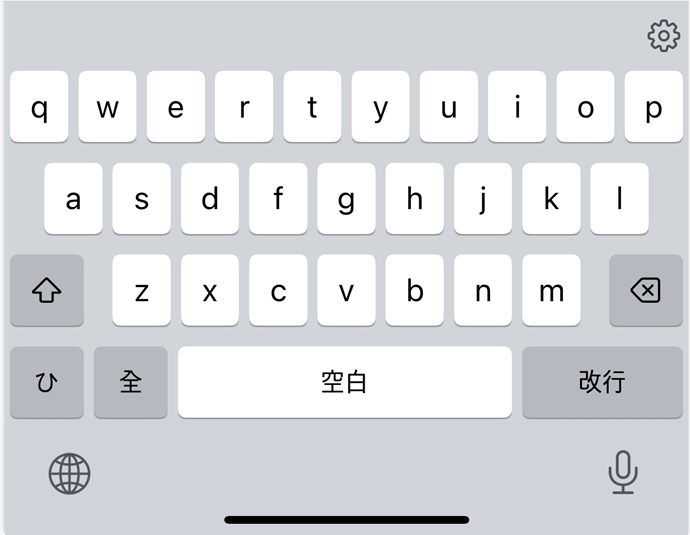 q w e r t y u i o p
a s d f g h j k l
z x c v b n m
ひ 全 空白 改行